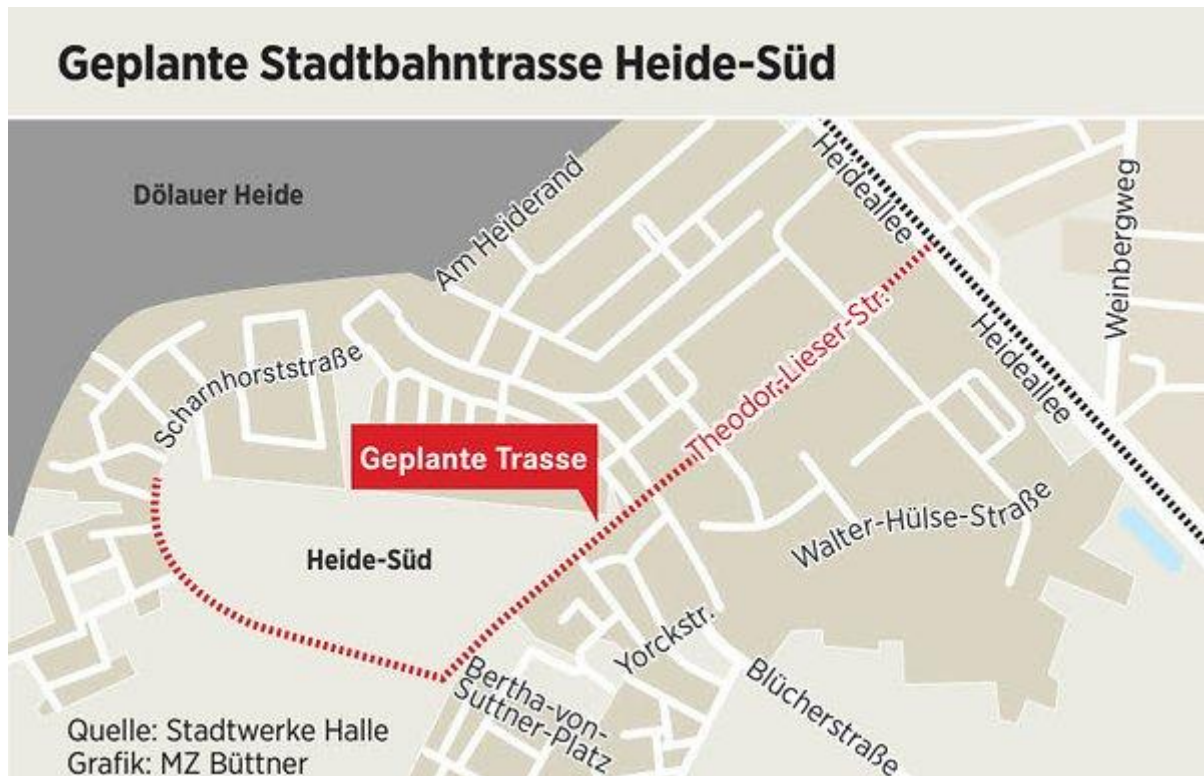 Geplante Stadtbahntrasse Heide-Süd
Dölauer Heide
Am Heiderand
Heideallee
Weinbergweg
Theodor-Lieser-Str.
Heideallee
Scharnhorststraße
Geplante Trasse
Walter-Hülse-Straße
Heide-Süd
Yorckstr.
Bertha-von-
Suttner-Platz
Blücherstraße
Quelle: Stadtwerke Halle
Grafik: MZ Büttner